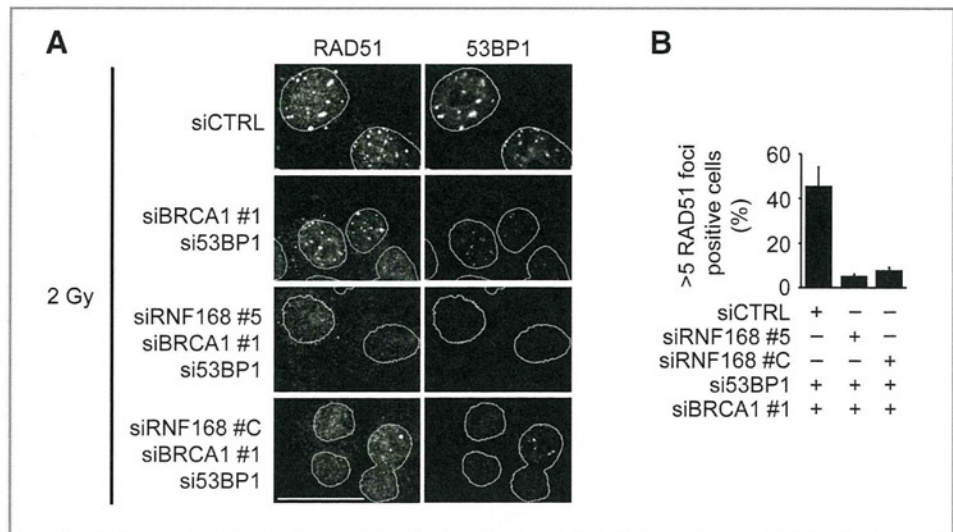 A
RAD51 53BP1
2 Gy
siCTRL
siBRCA1 #1
si53BP1
siRNF168 #5
siBRCA1 #1
si53BP1
siRNF168 #C
siBRCA1 #1
si53BP1
B
>5 RAD51 foci
positive cells
(%)
60
40
20
0
siCTRL + – –
siRNF168 #5 – + –
siRNF168 #C – – +
si53BP1 + + +
siBRCA1 #1 + + +